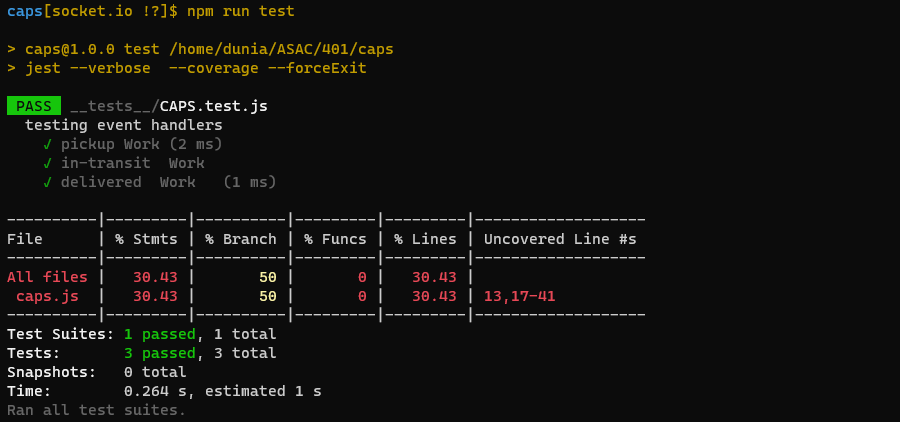 caps[socket.io !?]$ npm run test
> caps@1.0.0 test /home/dunia/ASAC/401/caps
> jest --verbose  --coverage --forceExit
 PASS  __tests__/CAPS.test.js
  testing event handlers
    ✓ pickup Work (2 ms)
    ✓ in-transit  Work
    ✓ delivered  Work   (1 ms)
----------|---------|----------|---------|---------|-------------------
File      | % Stmts | % Branch | % Funcs | % Lines | Uncovered Line #s
----------|---------|----------|---------|---------|-------------------
All files |   30.43 |       50 |       0 |   30.43 |
 caps.js  |   30.43 |       50 |       0 |   30.43 | 13,17-41
----------|---------|----------|---------|---------|-------------------
Test Suites: 1 passed, 1 total
Tests:       3 passed, 3 total
Snapshots:   0 total
Time:        0.264 s, estimated 1 s
Ran all test suites.